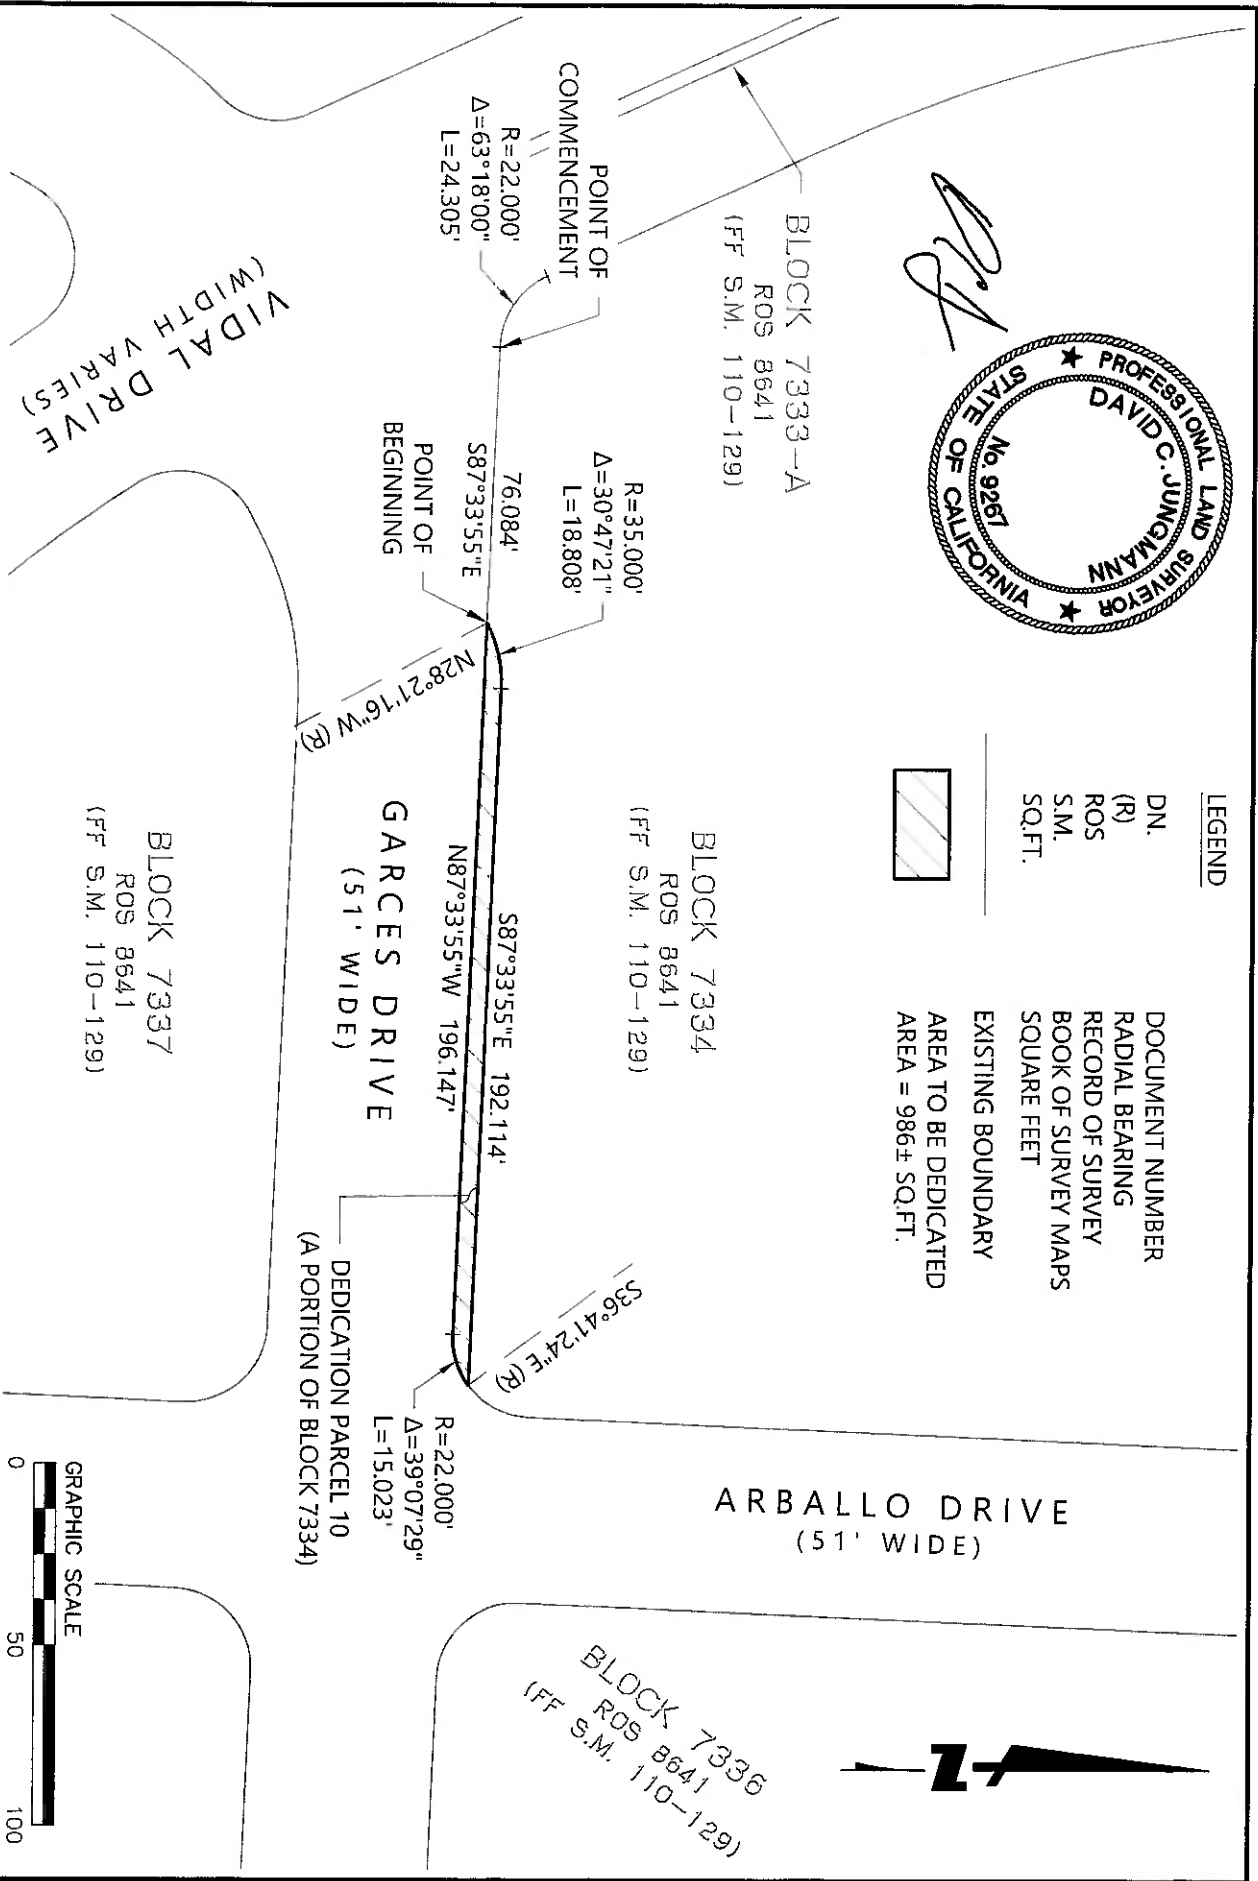 LEGEND
DN. DOCUMENT NUMBER
(R) RADIAL BEARING
ROS RECORD OF SURVEY
S.M. BOOK OF SURVEY MAPS
SQ.FT. SQUARE FEET
EXISTING BOUNDARY
AREA TO BE DEDICATED
AREA = 986± SQ.FT.
PROFESSIONAL LAND SURVEYOR
DAVID C. JUNGMANN
No. 9267
STATE OF CALIFORNIA
BLOCK 7333-A
ROS 8641
(FF S.M. 110-129)
POINT OF
COMMENCEMENT
R=22.000'
Δ=63°18'00"
L=24.305'
R=35.000'
Δ=30°47'21"
L=18.808'
76.084'
S87°33'55"E
POINT OF
BEGINNING
N28°21'16"W (R)
VIDAL DRIVE
(WIDTH VARIES)
BLOCK 7334
ROS 8641
(FF S.M. 110-129)
S87°33'55"E 192.114'
N87°33'55"W 196.147'
GARCES DRIVE
(51' WIDE)
S36°41'24"E (R)
R=22.000'
Δ=39°07'29"
L=15.023'
DEDICATION PARCEL 10
(A PORTION OF BLOCK 7334)
BLOCK 7337
ROS 8641
(FF S.M. 110-129)
ARBALLO DRIVE
(51' WIDE)
BLOCK 7336
ROS 8641
(FF S.M. 110-129)
Z
GRAPHIC SCALE
0 50 100